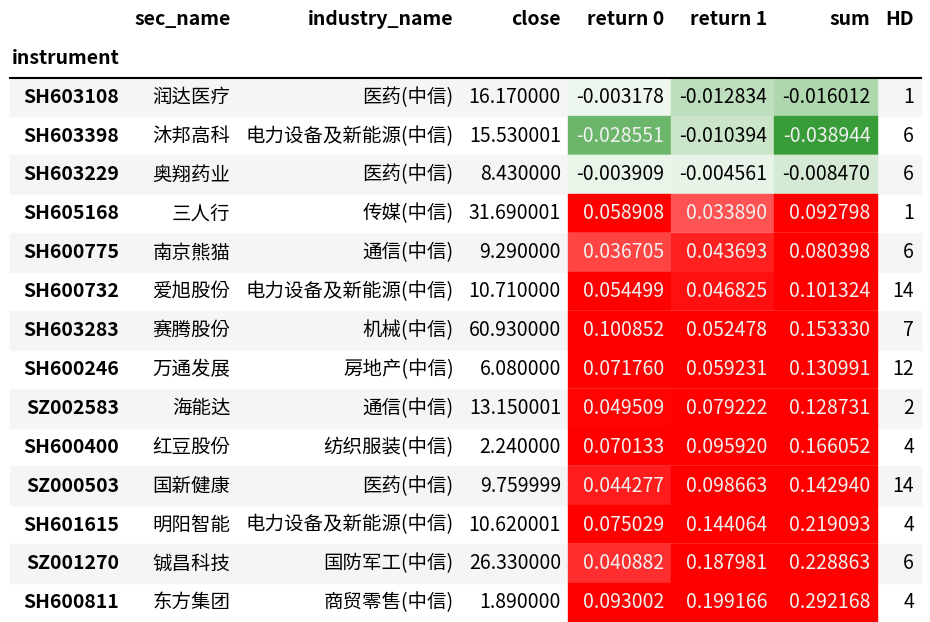 sec_name industry_name close return 0 return 1 sum HD
instrument
SH603108 润达医疗 医药(中信) 16.170000 -0.003178 -0.012834 -0.016012 1
SH603398 沐邦高科 电力设备及新能源(中信) 15.530001 -0.028551 -0.010394 -0.038944 6
SH603229 奥翔药业 医药(中信) 8.430000 -0.003909 -0.004561 -0.008470 6
SH605168 三人行 传媒(中信) 31.690001 0.058908 0.033890 0.092798 1
SH600775 南京熊猫 通信(中信) 9.290000 0.036705 0.043693 0.080398 6
SH600732 爱旭股份 电力设备及新能源(中信) 10.710000 0.054499 0.046825 0.101324 14
SH603283 赛腾股份 机械(中信) 60.930000 0.100852 0.052478 0.153330 7
SH600246 万通发展 房地产(中信) 6.080000 0.071760 0.059231 0.130991 12
SZ002583 海能达 通信(中信) 13.150001 0.049509 0.079222 0.128731 2
SH600400 红豆股份 纺织服装(中信) 2.240000 0.070133 0.095920 0.166052 4
SZ000503 国新健康 医药(中信) 9.759999 0.044277 0.098663 0.142940 14
SH601615 明阳智能 电力设备及新能源(中信) 10.620001 0.075029 0.144064 0.219093 4
SZ001270 铖昌科技 国防军工(中信) 26.330000 0.040882 0.187981 0.228863 6
SH600811 东方集团 商贸零售(中信) 1.890000 0.093002 0.199166 0.292168 4